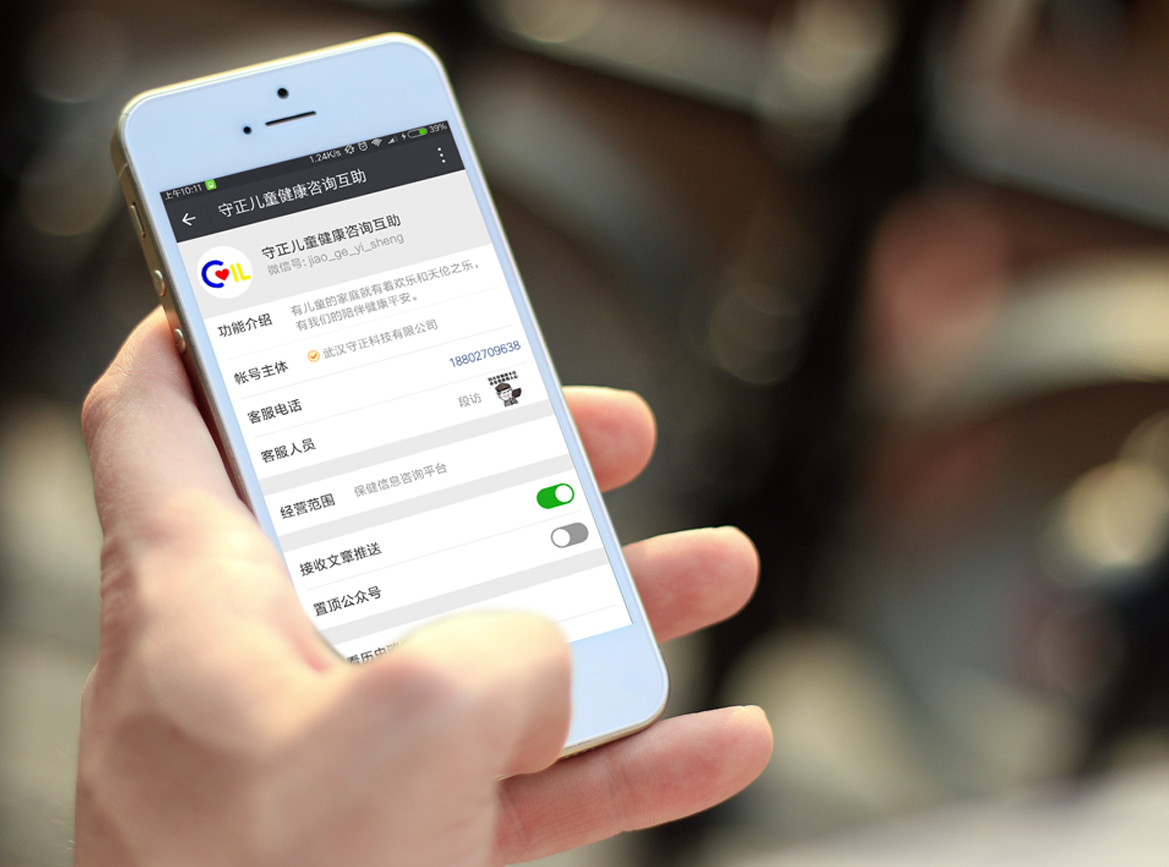 上午10:11 1.24K/s 39%
守正儿童健康咨询互助
守正儿童健康咨询互助
微信号: jiao_ge_yi_sheng
功能介绍 有儿童的家庭就有着欢乐和天伦之乐，
有我们的陪伴健康平安。
帐号主体 武汉守正科技有限公司
客服电话 18802709638
客服人员 段访
经营范围 保健信息咨询平台
接收文章推送
置顶公众号
看历史消